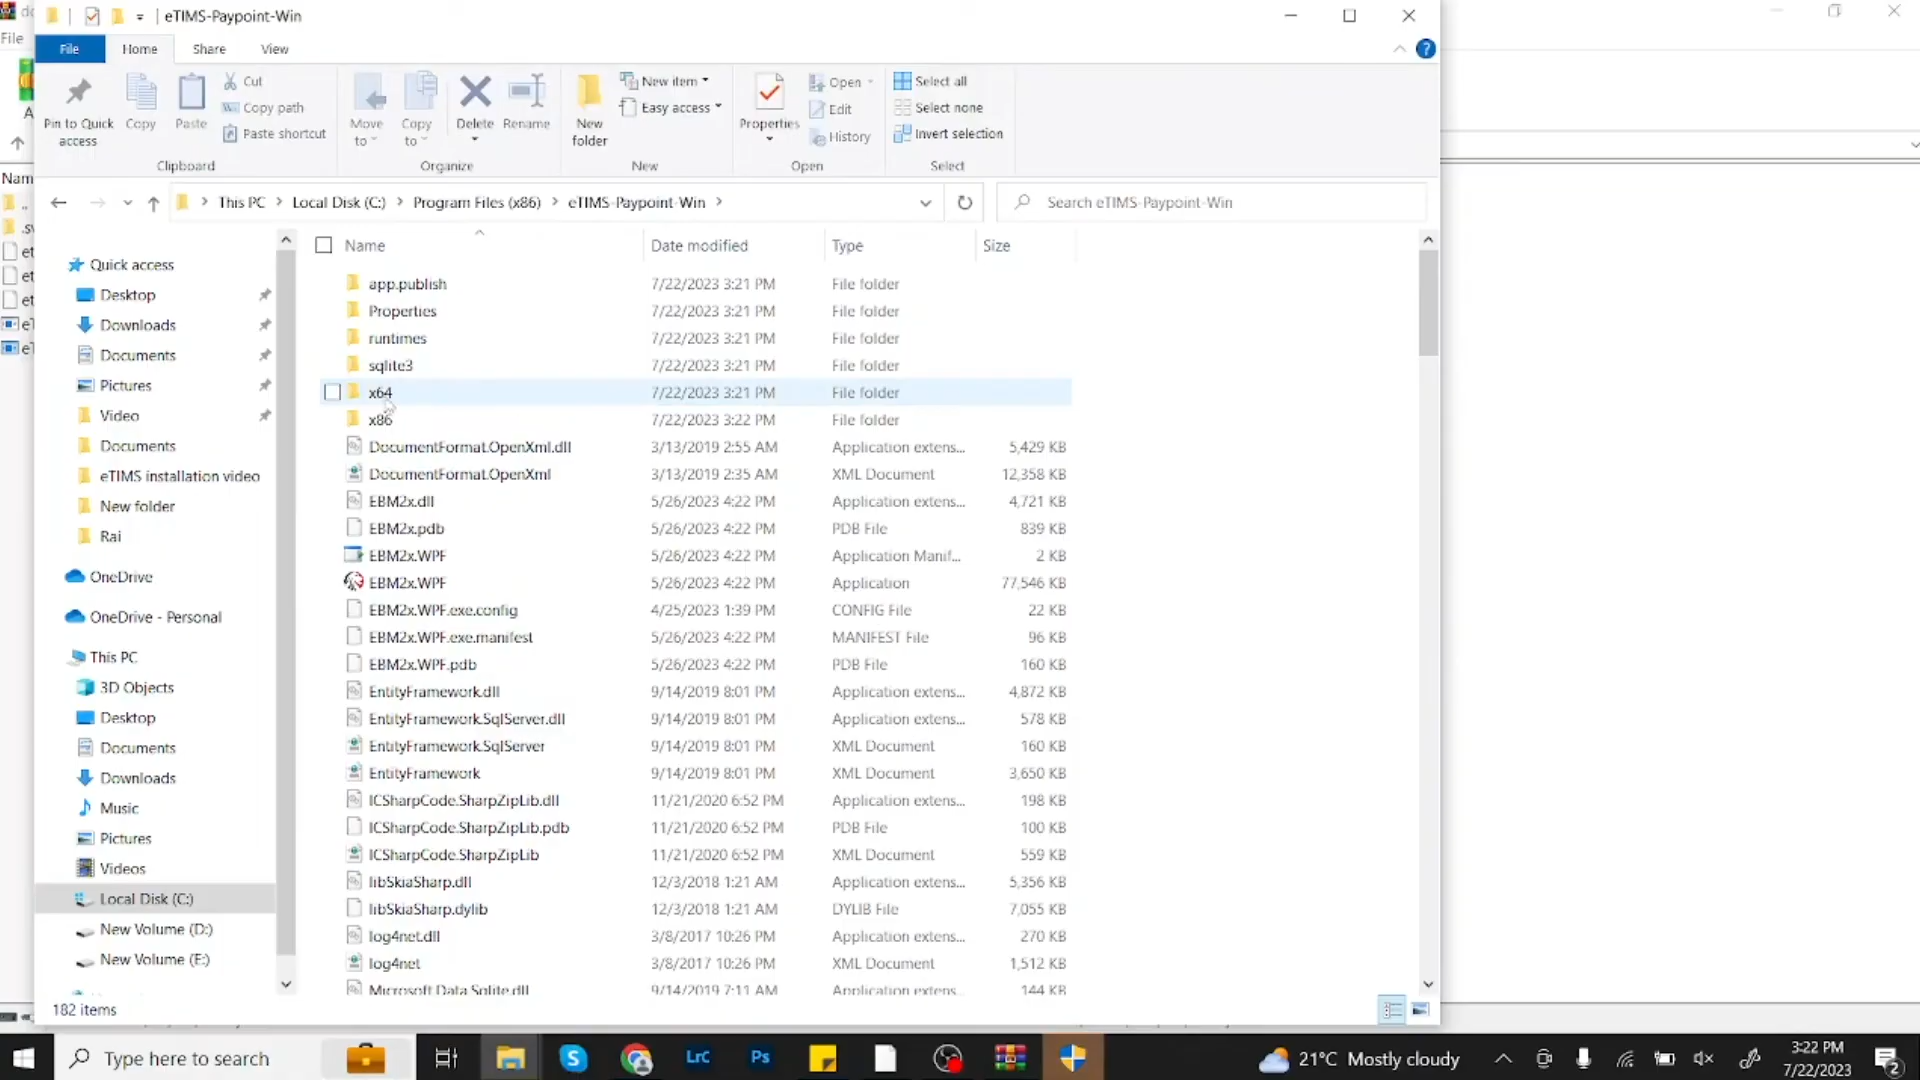 eTIMS-Paypoint-Win
File
File Home Share View
Pin to Quick access
Copy
Paste
Cut
Copy path
Paste shortcut
Clipboard
Move to
Copy to
Delete
Rename
Organize
New folder
New item
Easy access
New
Properties
Open
Edit
History
Open
Select all
Select none
Invert selection
Select
This PC Local Disk (C:) Program Files (x86) eTIMS-Paypoint-Win
Search eTIMS-Paypoint-Win
Quick access
Desktop
Downloads
Documents
Pictures
Video
Documents
eTIMS installation video
New folder
Rai
OneDrive
OneDrive - Personal
This PC
3D Objects
Desktop
Documents
Downloads
Music
Pictures
Videos
Local Disk (C:)
New Volume (D:)
New Volume (E:)
Name Date modified Type Size
app.publish 7/22/2023 3:21 PM File folder
Properties 7/22/2023 3:21 PM File folder
runtimes 7/22/2023 3:21 PM File folder
sqlite3 7/22/2023 3:21 PM File folder
x64 7/22/2023 3:21 PM File folder
x86 7/22/2023 3:22 PM File folder
DocumentFormat.OpenXml.dll 3/13/2019 2:55 AM Application extens... 5,429 KB
DocumentFormat.OpenXml 3/13/2019 2:35 AM XML Document 12,358 KB
EBM2x.dll 5/26/2023 4:22 PM Application extens... 4,721 KB
EBM2x.pdb 5/26/2023 4:22 PM PDB File 839 KB
EBM2x.WPF 5/26/2023 4:22 PM Application Manif... 2 KB
EBM2x.WPF 5/26/2023 4:22 PM Application 77,546 KB
EBM2x.WPF.exe.config 4/25/2023 1:39 PM CONFIG File 22 KB
EBM2x.WPF.exe.manifest 5/26/2023 4:22 PM MANIFEST File 96 KB
EBM2x.WPF.pdb 5/26/2023 4:22 PM PDB File 160 KB
EntityFramework.dll 9/14/2019 8:01 PM Application extens... 4,872 KB
EntityFramework.SqlServer.dll 9/14/2019 8:01 PM Application extens... 578 KB
EntityFramework.SqlServer 9/14/2019 8:01 PM XML Document 160 KB
EntityFramework 9/14/2019 8:01 PM XML Document 3,650 KB
ICSharpCode.SharpZipLib.dll 11/21/2020 6:52 PM Application extens... 198 KB
ICSharpCode.SharpZipLib.pdb 11/21/2020 6:52 PM PDB File 100 KB
ICSharpCode.SharpZipLib 11/21/2020 6:52 PM XML Document 559 KB
libSkiaSharp.dll 12/3/2018 1:21 AM Application extens... 5,356 KB
libSkiaSharp.dylib 12/3/2018 1:21 AM DYLIB File 7,055 KB
log4net.dll 3/8/2017 10:26 PM Application extens... 270 KB
log4net 3/8/2017 10:26 PM XML Document 1,512 KB
Microsoft.Data.Sqlite.dll 9/14/2019 7:11 AM Application extens... 144 KB
182 items
Type here to search
LrC
Ps
21°C Mostly cloudy
3:22 PM
7/22/2023
2